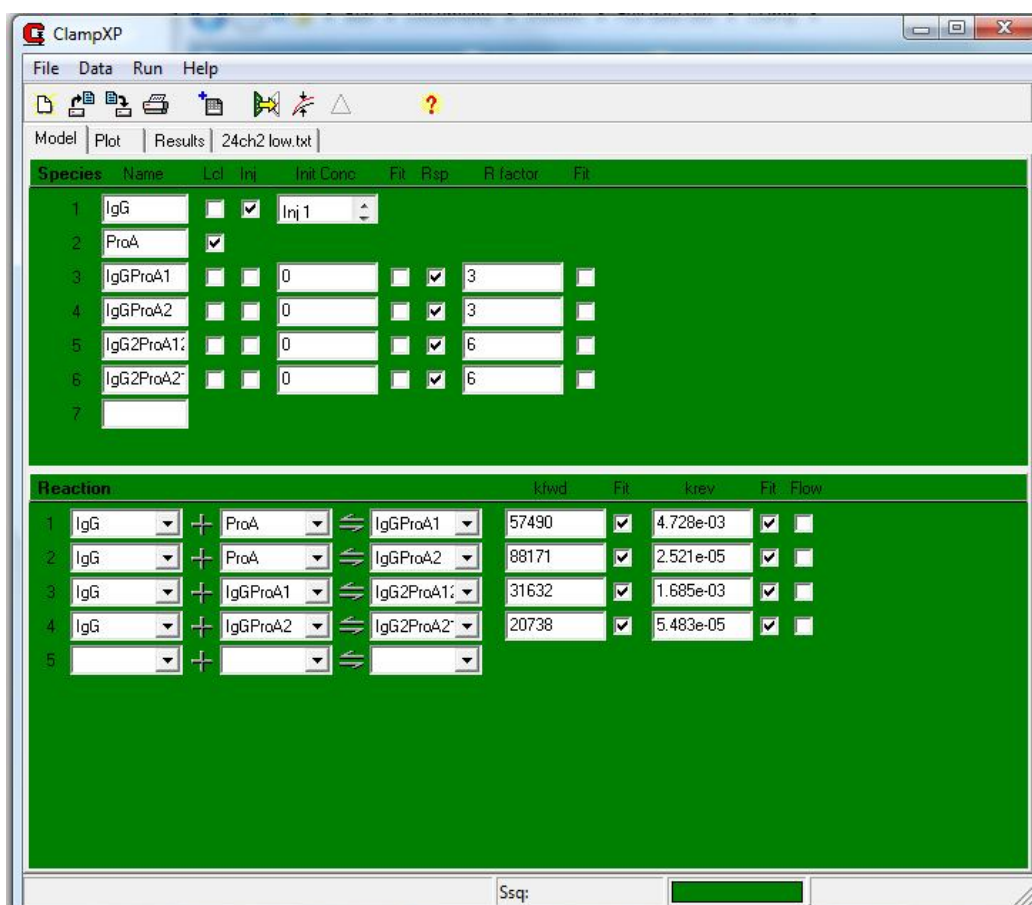 ClampXP
File Data Run Help
Model Plot Results 24ch2 low.txt
Species Name Lcl Inj Init Conc Fit Rsp R factor Fit
1 IgG Inj 1
2 ProA
3 IgGProA1 0 3
4 IgGProA2 0 3
5 IgG2ProA12 0 6
6 IgG2ProA2 0 6
7
Reaction kfwd Fit krev Fit Flow
1 IgG + ProA ⇌ IgGProA1 57490 4.728e-03
2 IgG + ProA ⇌ IgGProA2 88171 2.521e-05
3 IgG + IgGProA1 ⇌ IgG2ProA12 31632 1.685e-03
4 IgG + IgGProA2 ⇌ IgG2ProA2 20738 5.483e-05
5 + ⇌
Ssq: